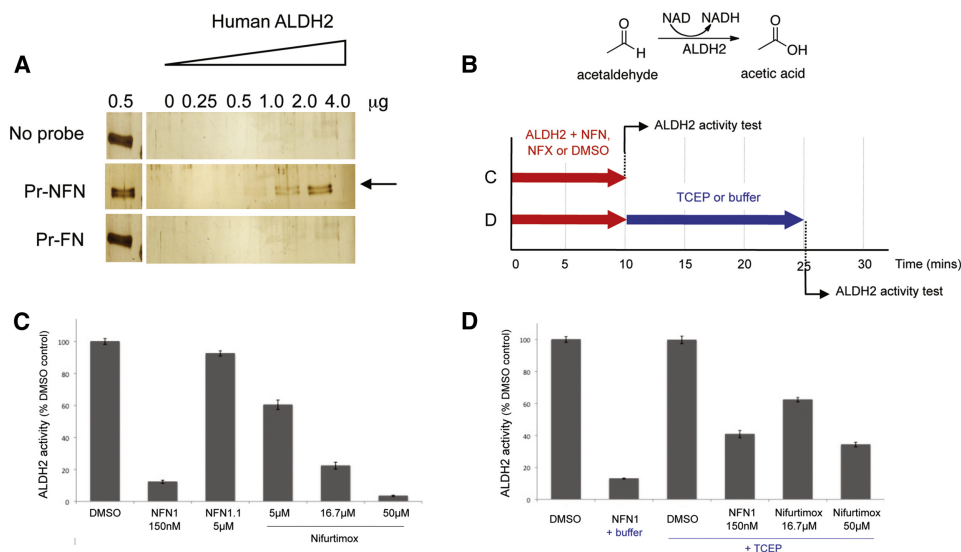 Human ALDH2
A
0.5 0 0.25 0.5 1.0 2.0 4.0 μg
No probe
Pr-NFN
Pr-FN
B
NAD NADH
O
H
ALDH2
O
OH
acetaldehyde acetic acid
ALDH2 + NFN,
NFX or DMSO
ALDH2 activity test
C
TCEP or buffer
D
0 5 10 15 20 25 30 Time (mins)
ALDH2 activity test
C
ALDH2 activity (% DMSO control)
100
80
60
40
20
0
DMSO
NFN1
150nM
NFN1.1
5μM
5μM
16.7μM
50μM
Nifurtimox
D
ALDH2 activity (% DMSO control)
100
80
60
40
20
0
DMSO
NFN1
+ buffer
DMSO
NFN1
150nM
Nifurtimox
16.7μM
Nifurtimox
50μM
+ TCEP